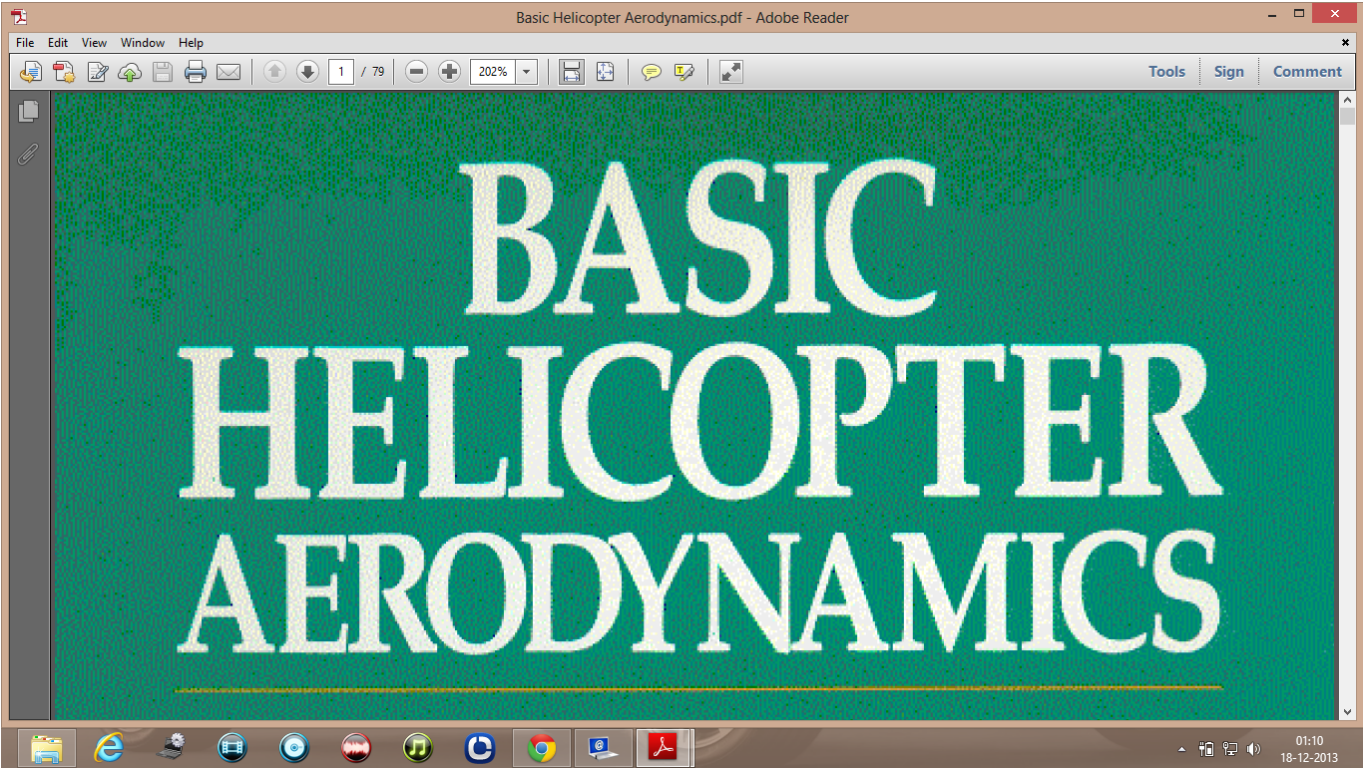 Basic Helicopter Aerodynamics.pdf - Adobe Reader
File Edit View Window Help
1 / 79 202% Tools Sign Comment
BASIC
HELICOPTER
AERODYNAMICS
01:10
18-12-2013